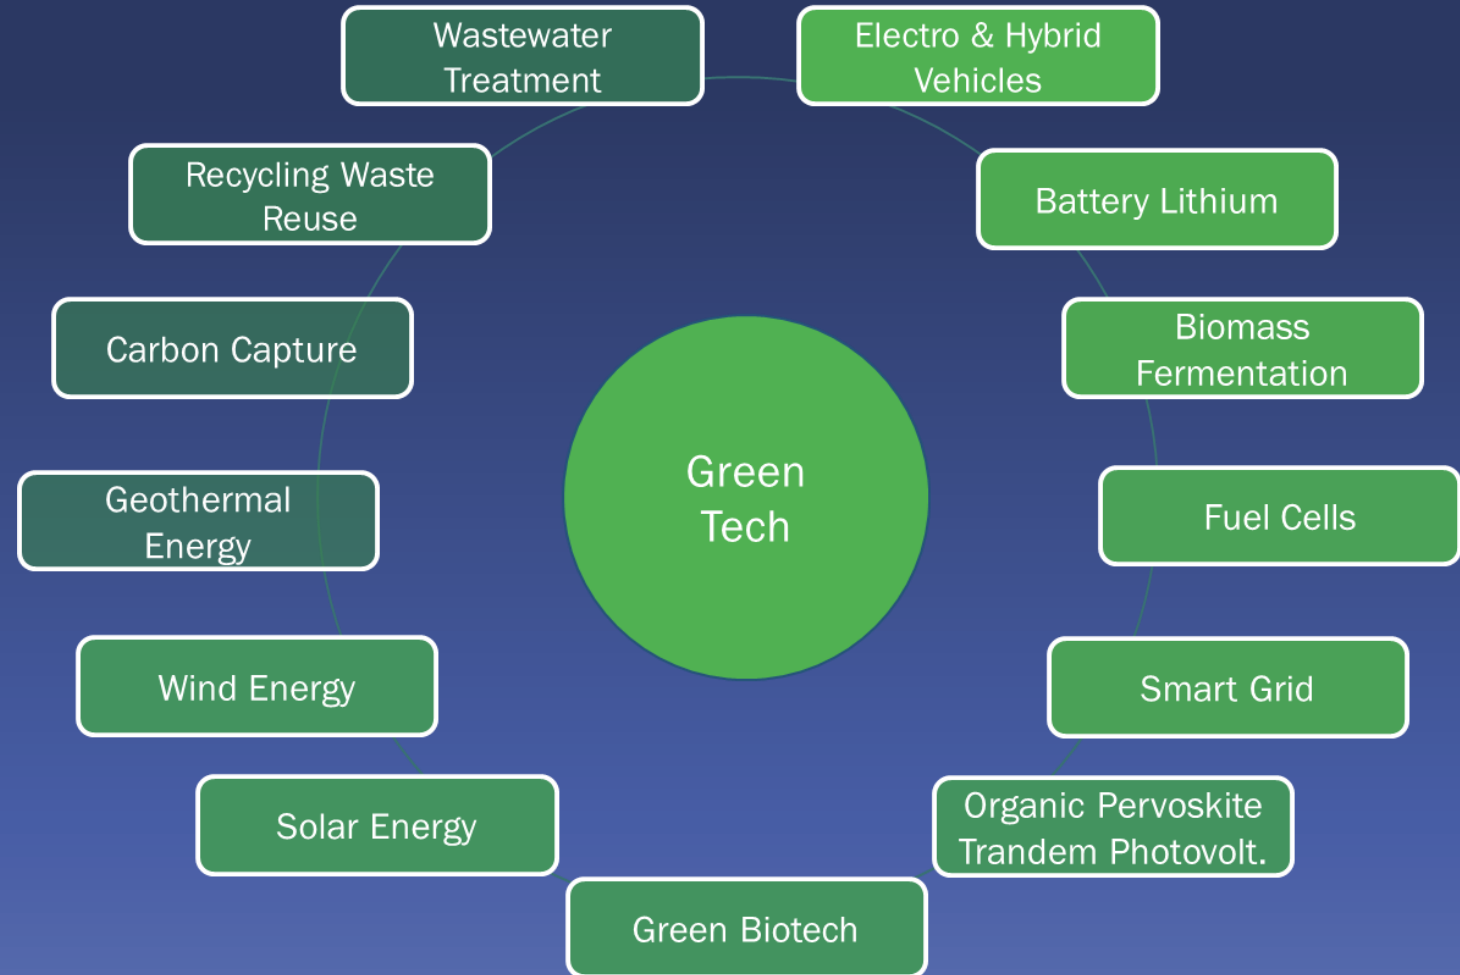 Wastewater
Treatment
Electro & Hybrid
Vehicles
Recycling Waste
Reuse
Battery Lithium
Carbon Capture
Biomass
Fermentation
Green
Tech
Geothermal
Energy
Fuel Cells
Wind Energy
Smart Grid
Solar Energy
Organic Pervoskite
Trandem Photovolt.
Green Biotech